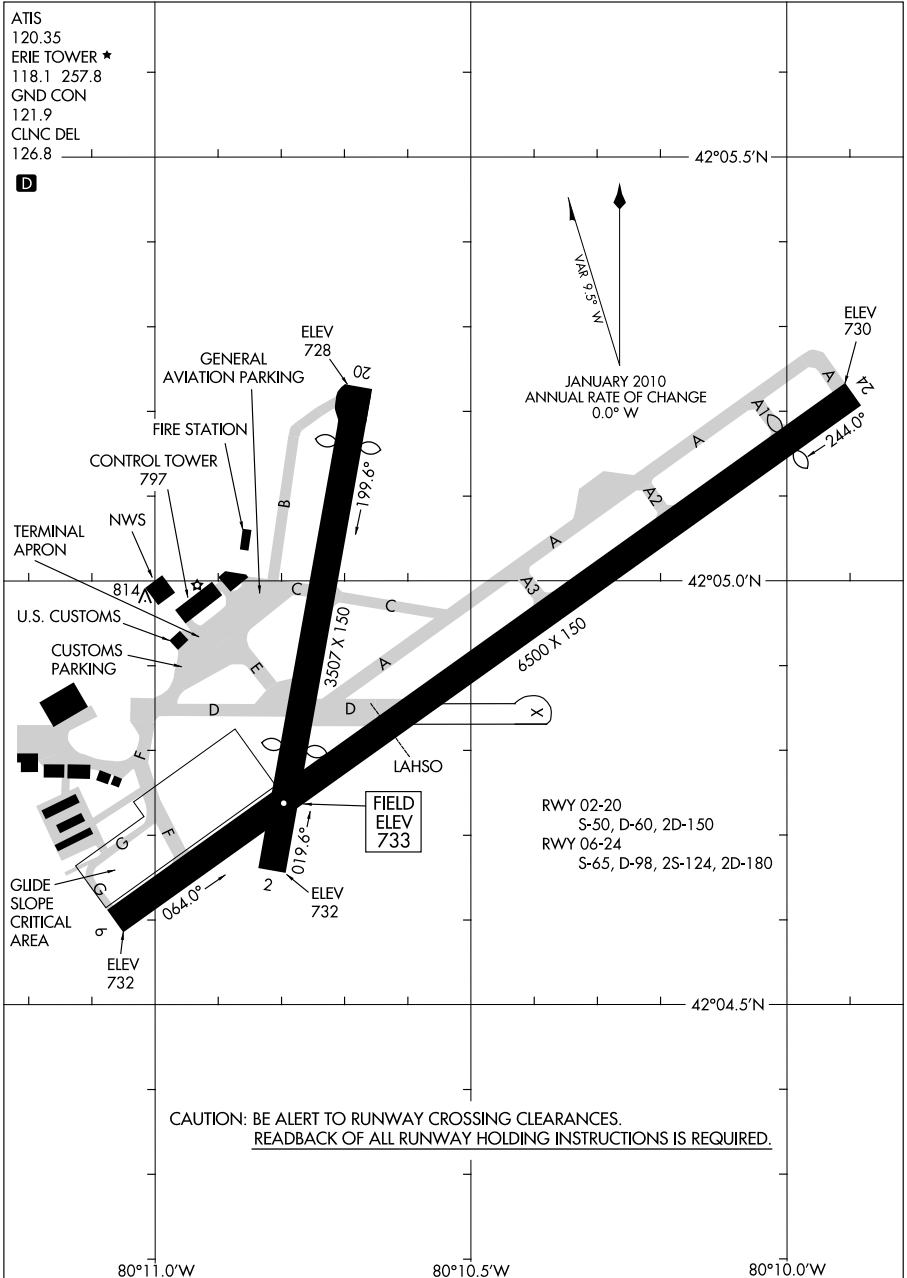 ATIS
120.35
ERIE TOWER ★
118.1 257.8
GND CON
121.9
CLNC DEL
126.8
D
42°05.5'N
VAR 9.5° W
JANUARY 2010
ANNUAL RATE OF CHANGE
0.0° W
ELEV
730
ELEV
728
20
GENERAL
AVIATION PARKING
FIRE STATION
CONTROL TOWER
797
NWS
TERMINAL
APRON
814
U.S. CUSTOMS
CUSTOMS
PARKING
A
24
A1
244.0°
A
A2
A
A3
199.6°
B
C
C
42°05.0'N
3507 X 150
6500 X 150
A
E
D
D
X
LAHSO
F
F
G
G
FIELD
ELEV
733
RWY 02-20
S-50, D-60, 2D-150
RWY 06-24
S-65, D-98, 2S-124, 2D-180
019.6°
2
ELEV
732
064.0°
GLIDE
SLOPE
CRITICAL
AREA
6
ELEV
732
42°04.5'N
CAUTION: BE ALERT TO RUNWAY CROSSING CLEARANCES.
READBACK OF ALL RUNWAY HOLDING INSTRUCTIONS IS REQUIRED.
80°11.0'W
80°10.5'W
80°10.0'W